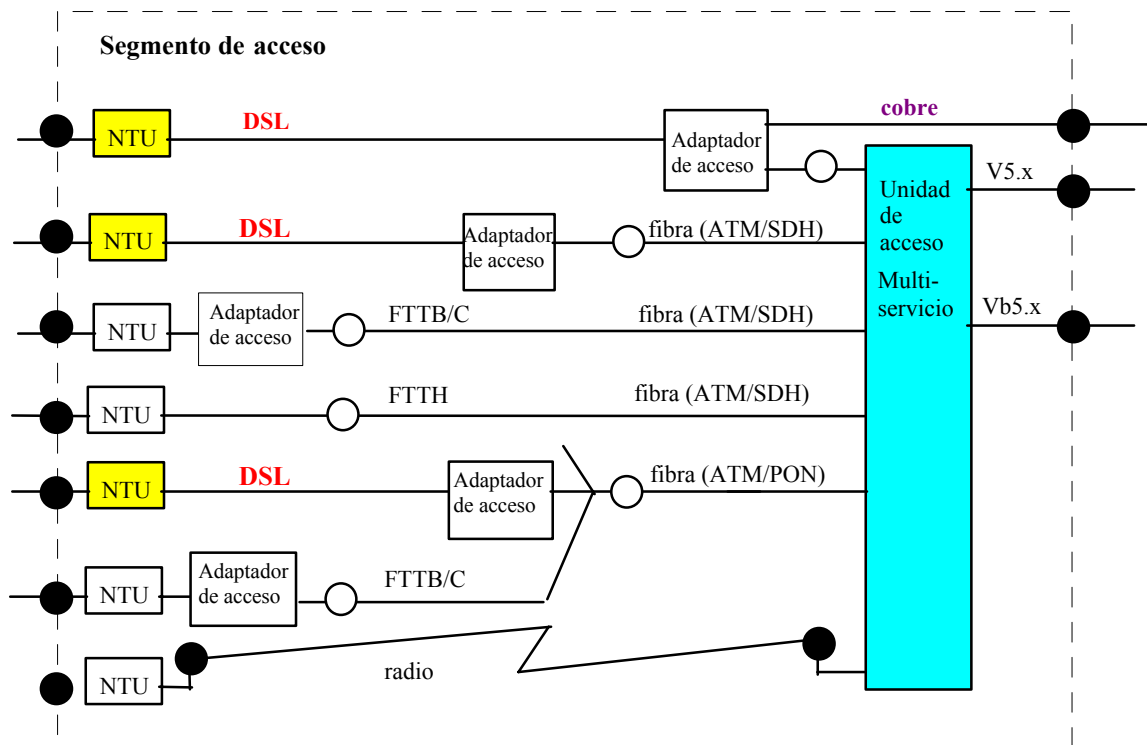 Segmento de acceso
NTU
DSL
Adaptador
de acceso
cobre
V5.x
Unidad
de
acceso
Multi-
servicio
Vb5.x
NTU
DSL
Adaptador
de acceso
fibra (ATM/SDH)
NTU
Adaptador
de acceso
FTTB/C
fibra (ATM/SDH)
NTU
FTTH
fibra (ATM/SDH)
NTU
DSL
Adaptador
de acceso
fibra (ATM/PON)
NTU
Adaptador
de acceso
FTTB/C
NTU
radio